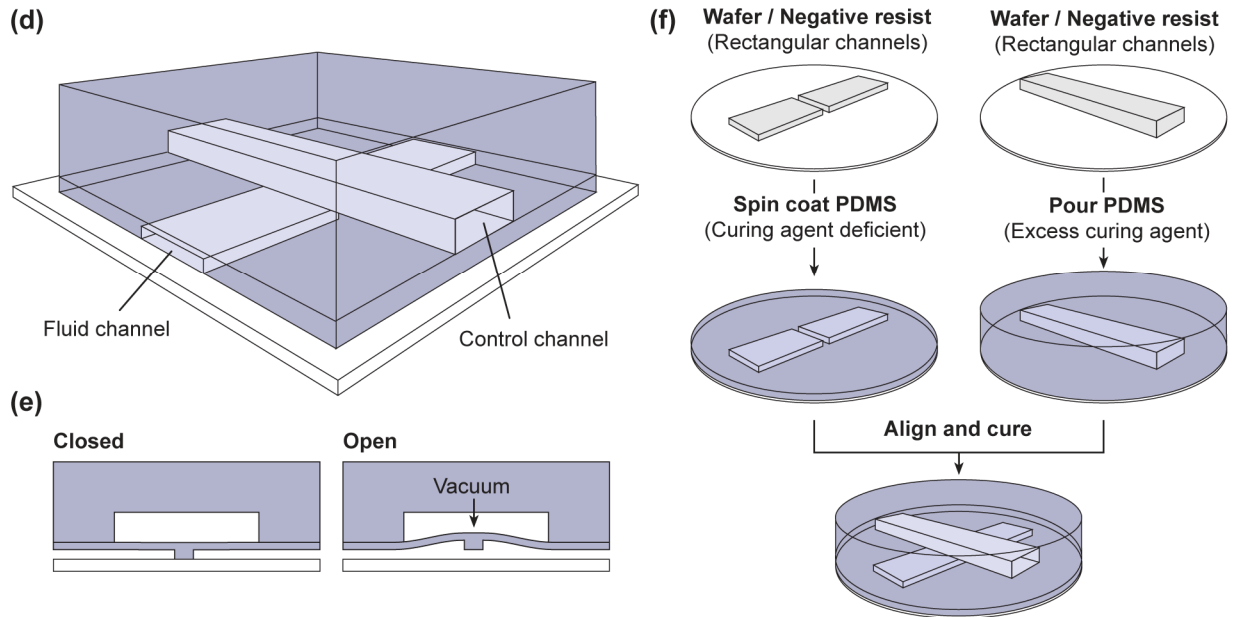 (d)
Fluid channel
Control channel
(e)
Closed
Open
Vacuum
(f)
Wafer / Negative resist
(Rectangular channels)
Wafer / Negative resist
(Rectangular channels)
Spin coat PDMS
(Curing agent deficient)
Pour PDMS
(Excess curing agent)
Align and cure